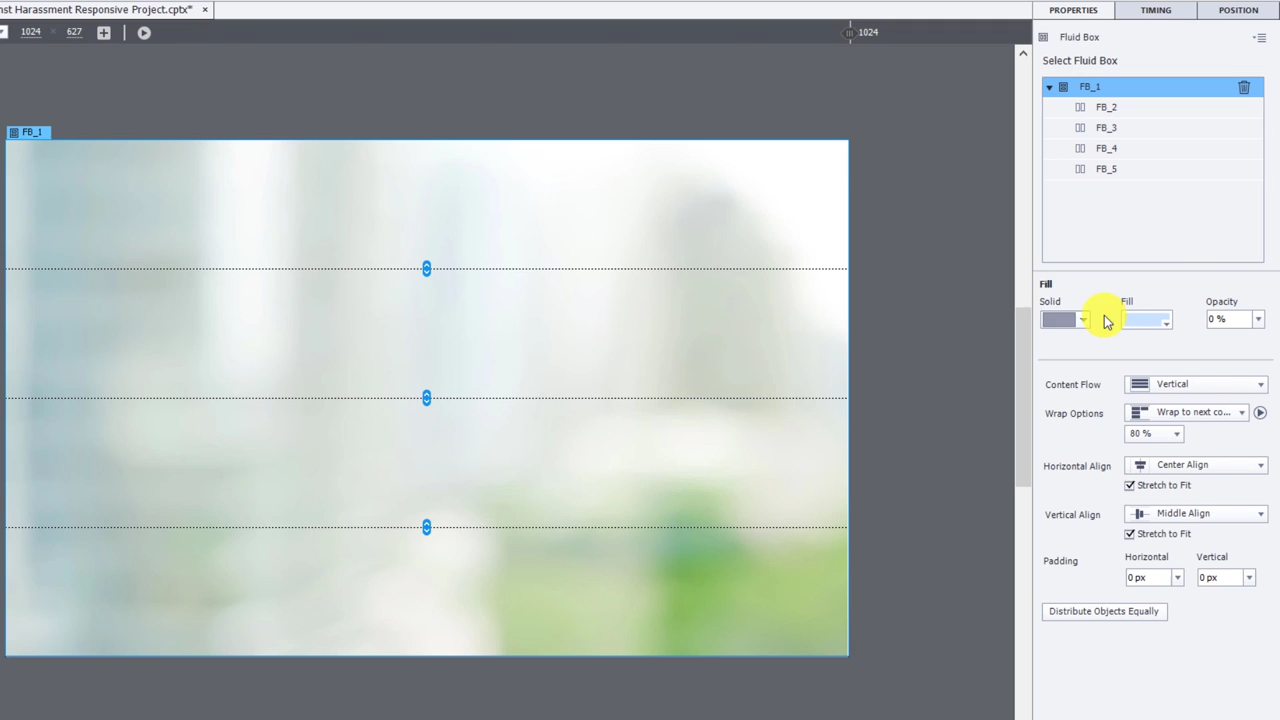 nst Harassment Responsive Project.cptx* ×
1024 × 627
1024
FB_1
PROPERTIES TIMING POSITION
Fluid Box
Select Fluid Box
FB_1
FB_2
FB_3
FB_4
FB_5
Fill
Solid Fill Opacity
0 %
Content Flow Vertical
Wrap Options Wrap to next co...
80 %
Horizontal Align Center Align
Stretch to Fit
Vertical Align Middle Align
Stretch to Fit
Horizontal Vertical
Padding
0 px 0 px
Distribute Objects Equally